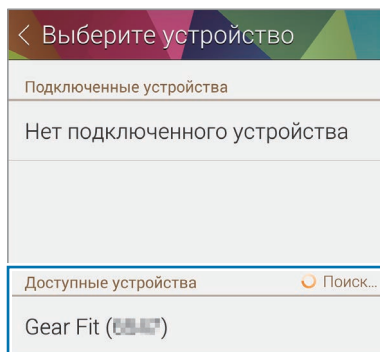 < Выберите устройство
Подключенные устройства
Нет подключенного устройства
Доступные устройства Поиск...
Gear Fit ()